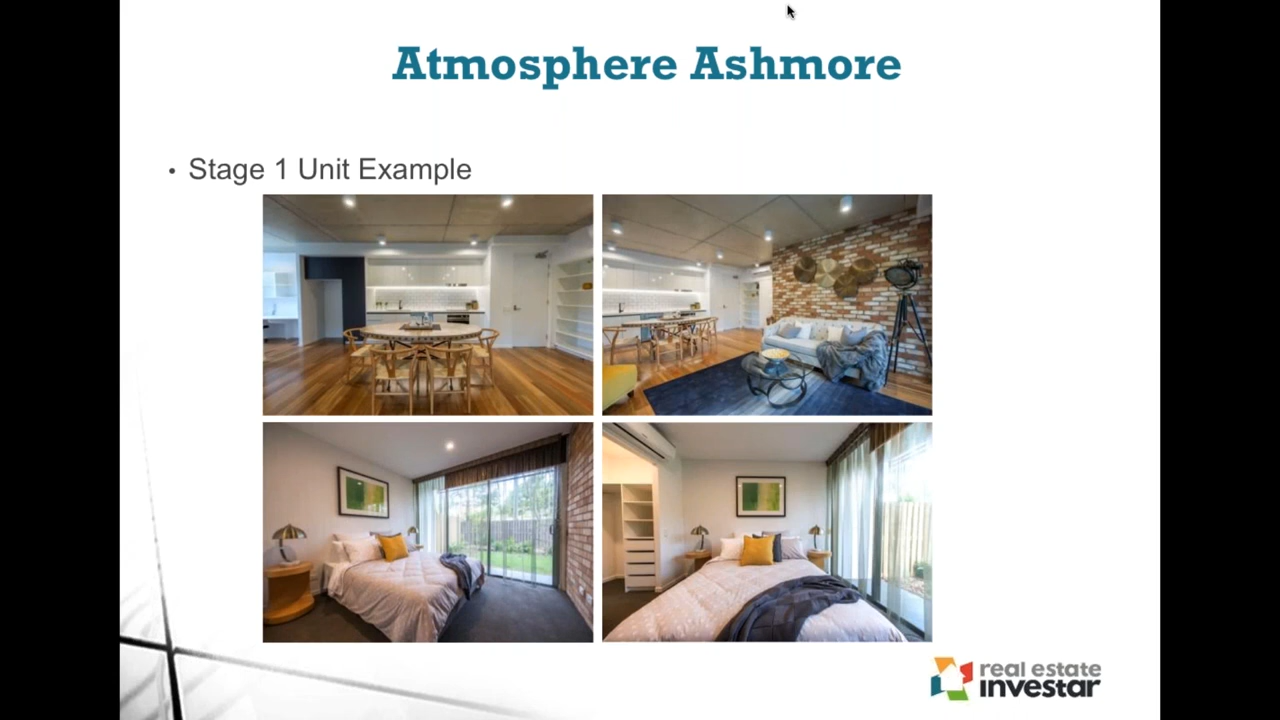 Atmosphere Ashmore
• Stage 1 Unit Example
real estate
investar